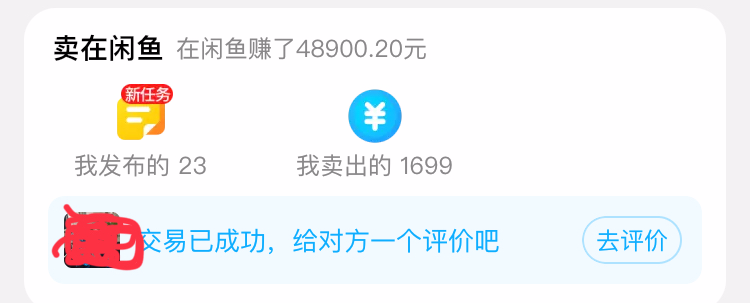 卖在闲鱼 在闲鱼赚了48900.20元
新任务
¥
我发布的 23 我卖出的 1699
交易已成功，给对方一个评价吧 去评价